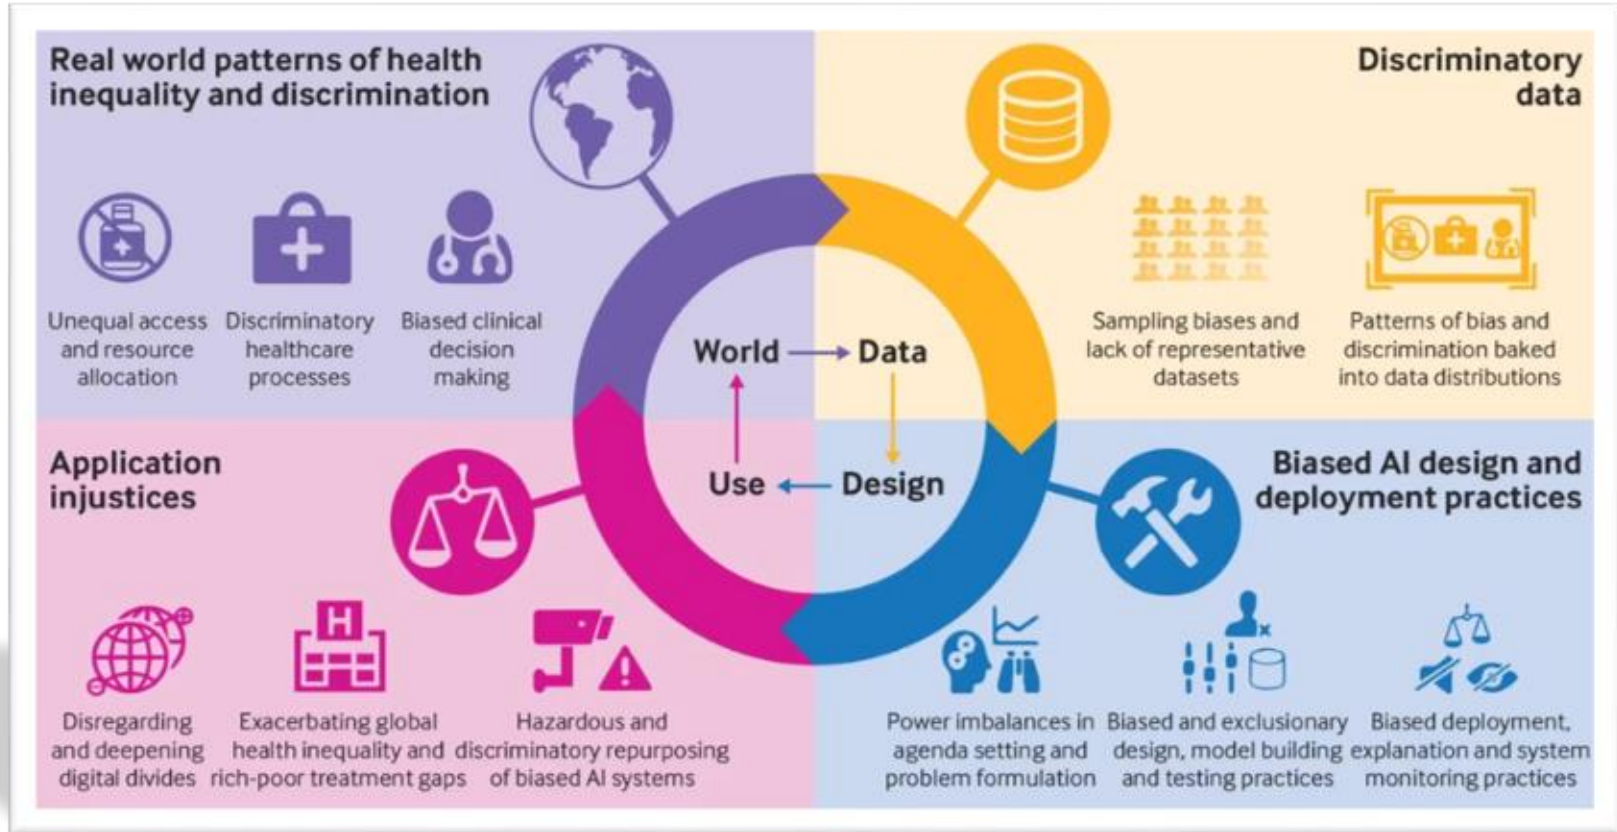 Real world patterns of health
inequality and discrimination
Unequal access
and resource
allocation
Discriminatory
healthcare
processes
Biased clinical
decision
making
Discriminatory
data
Sampling biases and
lack of representative
datasets
Patterns of bias and
discrimination baked
into data distributions
World
Data
Use
Design
Application
injustices
H
Disregarding
and deepening
digital divides
Exacerbating global
health inequality and
rich-poor treatment gaps
Hazardous and
discriminatory repurposing
of biased AI systems
Biased AI design and
deployment practices
Power imbalances in
agenda setting and
problem formulation
Biased and exclusionary
design, model building
and testing practices
Biased deployment,
explanation and system
monitoring practices